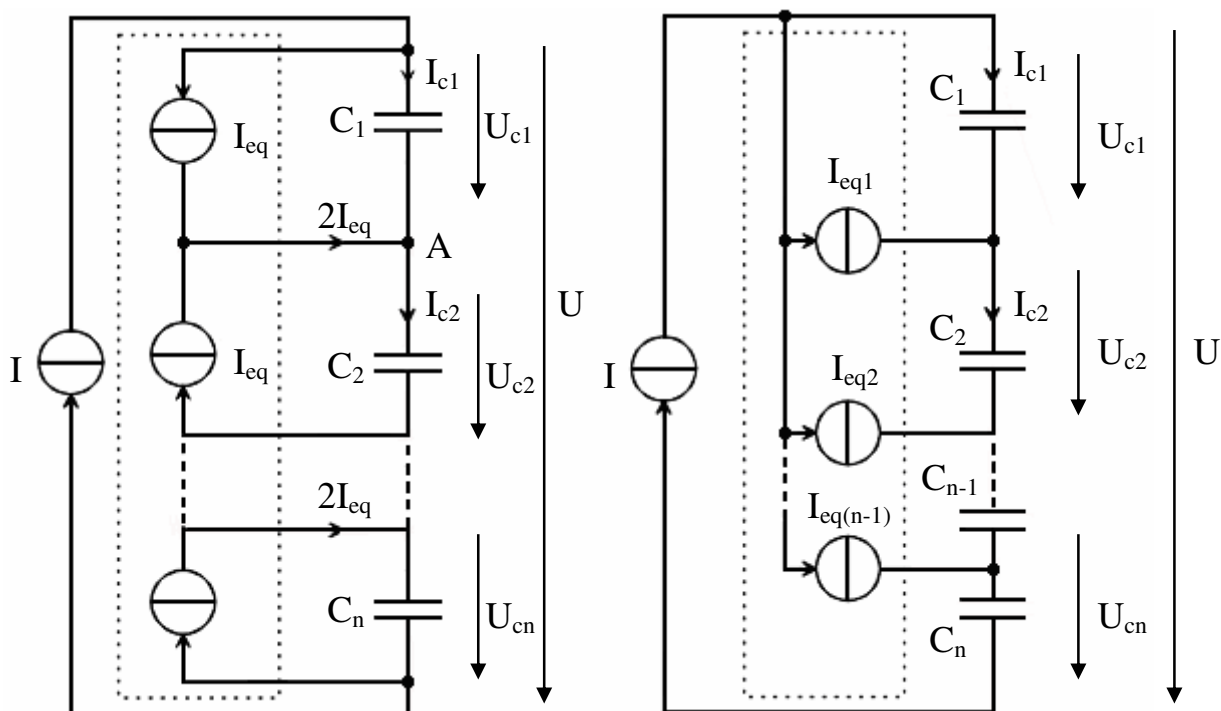 I_c1
C_1
U_c1
I_eq
2I_eq
A
I_c2
U
I
I_eq
C_2
U_c2
2I_eq
C_n
U_cn
I_c1
C_1
U_c1
I_eq1
I_c2
C_2
U_c2
U
I
I_eq2
C_n-1
I_eq(n-1)
C_n
U_cn